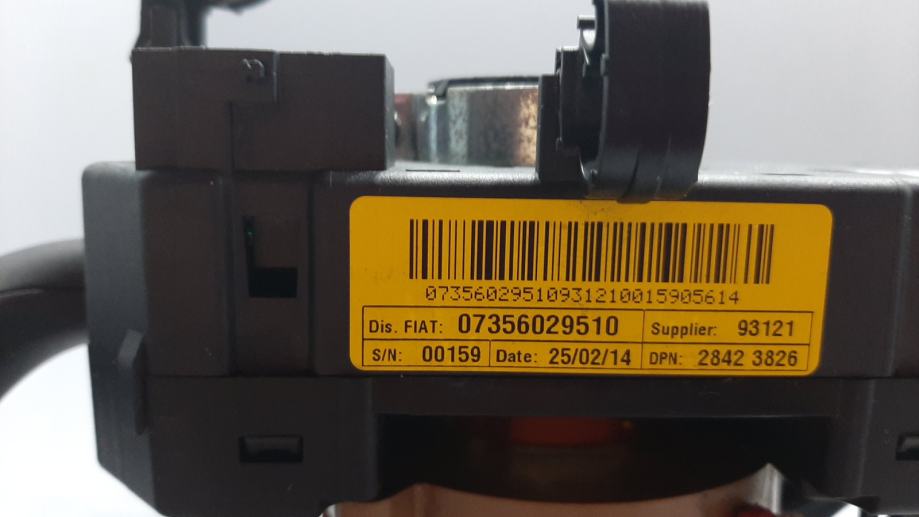 07356029510931210015905614
Dis. FIAT: 07356029510 Supplier: 93121
S/N: 00159 Date: 25/02/14 DPN: 2842 3826